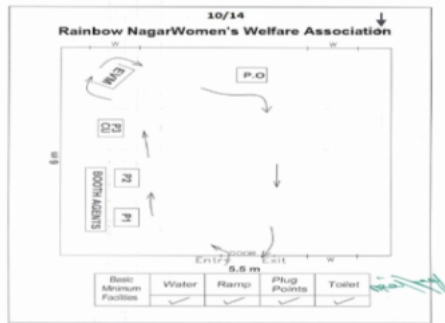 10/14
Rainbow NagarWomen's Welfare Association
W
W
EVM
P.O
P3
CU
9 m
BOOTH AGENTS
P2
P1
DOOR
Entry
Exit
W
5.5 m
Basic Minimum Facilities
Water
Ramp
Plug Points
Toilet